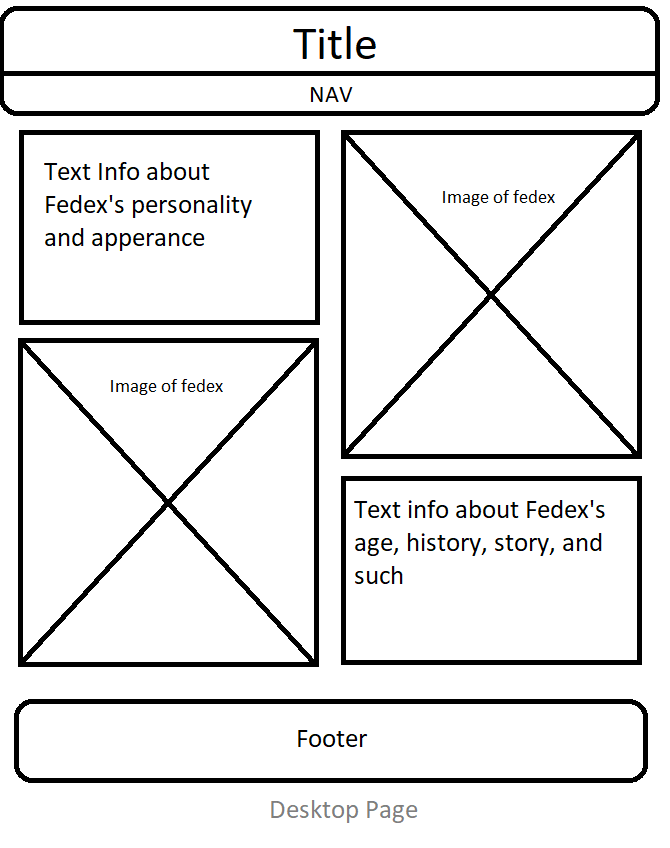 Title
NAV
Text Info about
Fedex's personality
and apperance
Image of fedex
Image of fedex
Text info about Fedex's
age, history, story, and
such
Footer
Desktop Page